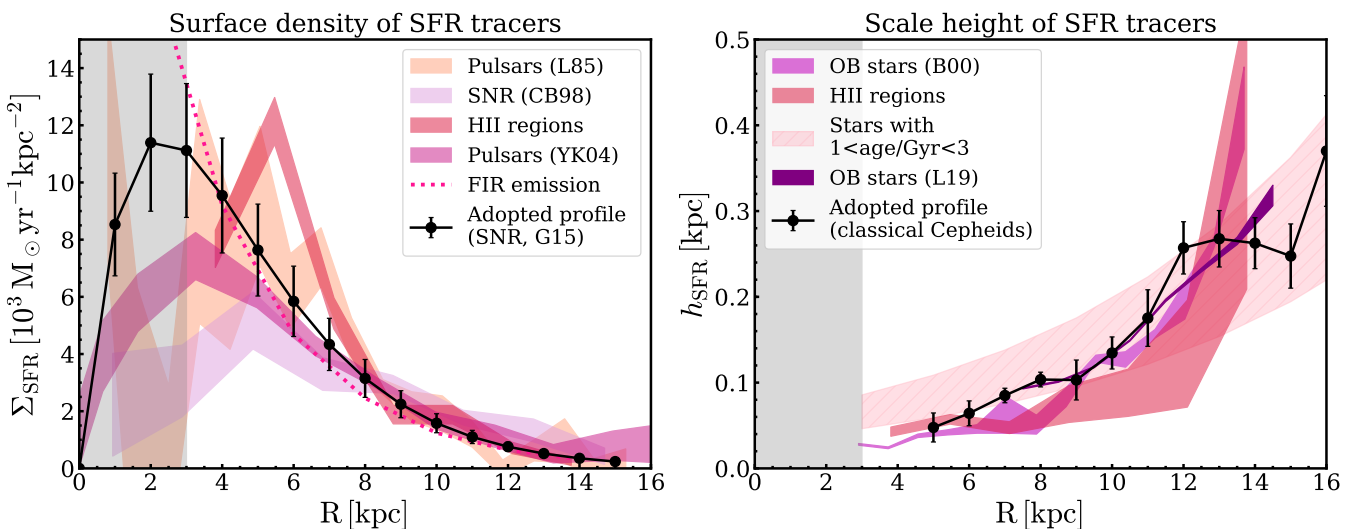 Surface density of SFR tracers
Σ_SFR [10³ M_☉ yr⁻¹kpc⁻²]
14
12
10
8
6
4
2
0
Pulsars (L85)
SNR (CB98)
HII regions
Pulsars (YK04)
FIR emission
Adopted profile
(SNR, G15)
0 2 4 6 8 10 12 14 16
R [kpc]
Scale height of SFR tracers
h_SFR [kpc]
0.5
0.4
0.3
0.2
0.1
0.0
OB stars (B00)
HII regions
Stars with
1<age/Gyr<3
OB stars (L19)
Adopted profile
(classical Cepheids)
0 2 4 6 8 10 12 14 16
R [kpc]